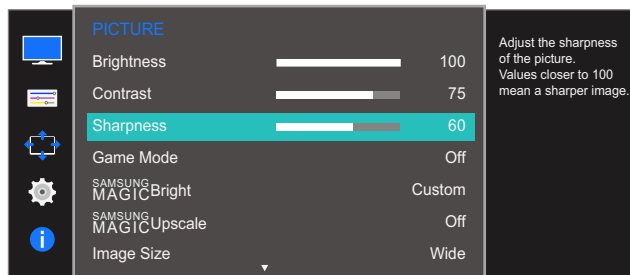 PICTURE
Brightness 100
Contrast 75
Sharpness 60
Game Mode Off
SAMSUNG
MAGICBright Custom
SAMSUNG
MAGICUpscale Off
Image Size Wide
Adjust the sharpness
of the picture.
Values closer to 100
mean a sharper image.